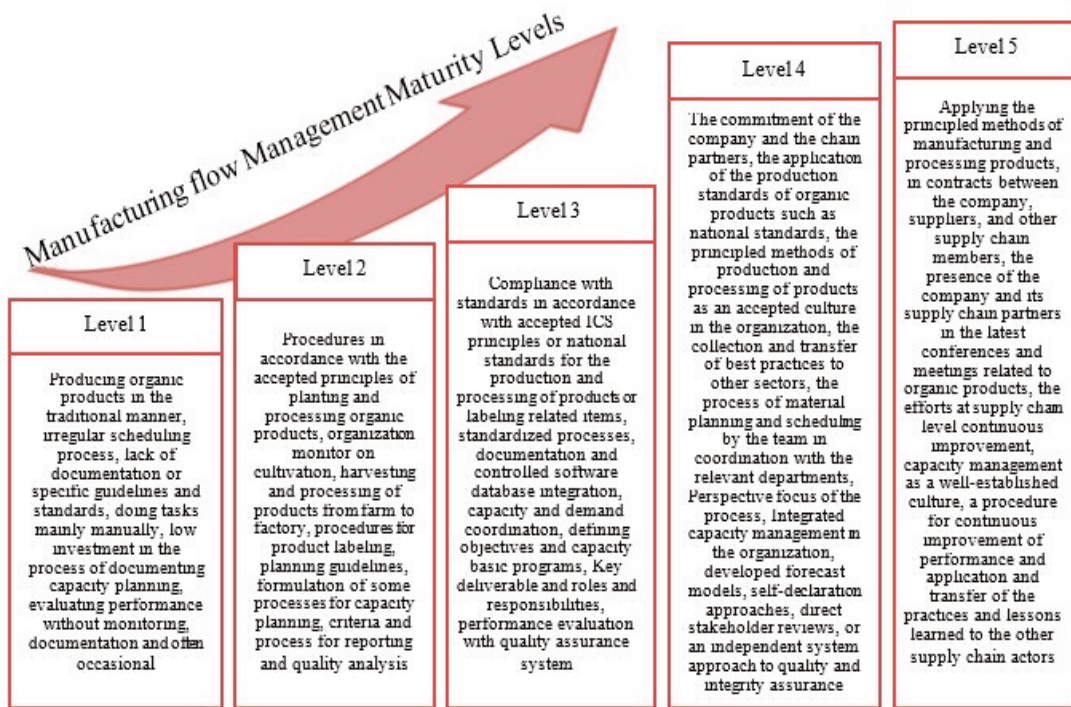 Manufacturing flow Management Maturity Levels
Level 1
Producing organic
products in the
traditional manner,
irregular scheduling
process, lack of
documentation or
specific guidelines and
standards, doing tasks
mainly manually, low
investment in the
process of documenting
capacity planning,
evaluating performance
without monitoring,
documentation and often
occasional
Level 2
Procedures in
accordance with the
accepted principles of
planting and
processing organic
products, organization
monitor on
cultivation, harvesting
and processing of
products from farm to
factory, procedures for
product labeling,
planning guidelines,
formulation of some
processes for capacity
planning, criteria and
process for reporting
and quality analysis
Level 3
Compliance with
standards in accordance
with accepted ICS
principles or national
standards for the
production and
processing of products or
labeling related items,
standardized processes,
documentation and
controlled software
database integration,
capacity and demand
coordination, defining
objectives and capacity
basic programs, Key
deliverable and roles and
responsibilities,
performance evaluation
with quality assurance
system
Level 4
The commitment of the
company and the chain
partners, the application
of the production
standards of organic
products such as
national standards, the
principled methods of
production and
processing of products
as an accepted culture
in the organization, the
collection and transfer
of best practices to
other sectors, the
process of material
planning and scheduling
by the team in
coordination with the
relevant departments,
Perspective focus of the
process, Integrated
capacity management in
the organization,
developed forecast
models, self-declaration
approaches, direct
stakeholder reviews, or
an independent system
approach to quality and
integrity assurance
Level 5
Applying the
principled methods of
manufacturing and
processing products,
in contracts between
the company,
suppliers, and other
supply chain
members, the
presence of the
company and its
supply chain partners
in the latest
conferences and
meetings related to
organic products, the
efforts at supply chain
level continuous
improvement,
capacity management
as a well-established
culture, a procedure
for continuous
improvement of
performance and
application and
transfer of the
practices and lessons
learned to the other
supply chain actors